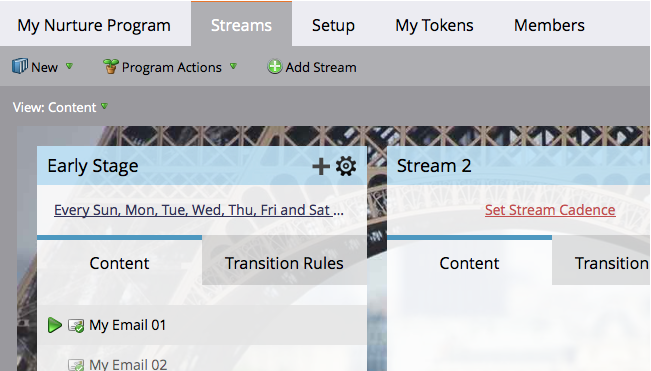 My Nurture Program Streams Setup My Tokens Members
New Program Actions Add Stream
View: Content
Early Stage Stream 2
Every Sun, Mon, Tue, Wed, Thu, Fri and Sat ... Set Stream Cadence
Content Transition Rules Content Transition
My Email 01
My Email 02